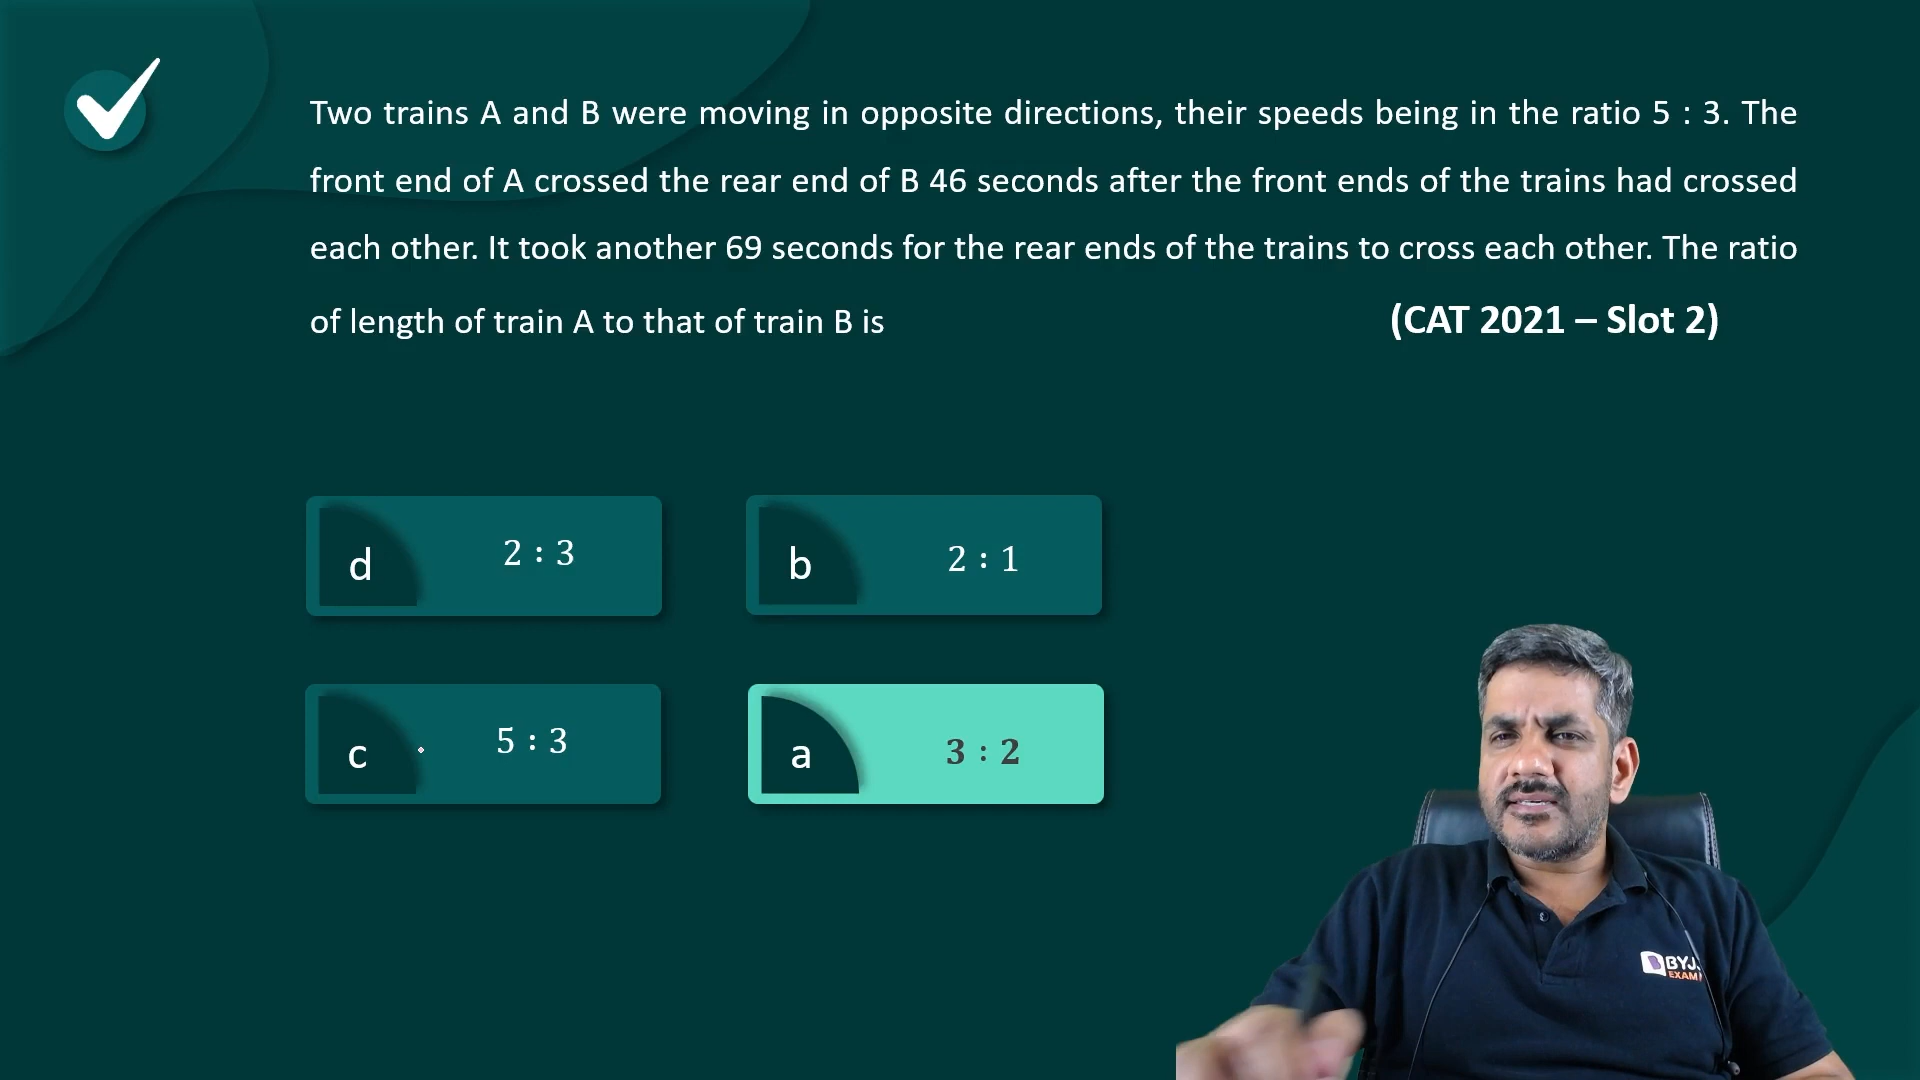 Two trains A and B were moving in opposite directions, their speeds being in the ratio 5 : 3. The
front end of A crossed the rear end of B 46 seconds after the front ends of the trains had crossed
each other. It took another 69 seconds for the rear ends of the trains to cross each other. The ratio
of length of train A to that of train B is (CAT 2021 – Slot 2)
d 2 : 3
b 2 : 1
c 5 : 3
a 3 : 2
EXAM